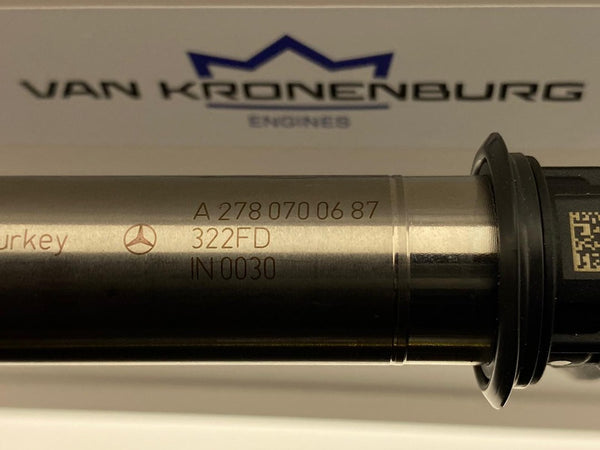 VAN KRONENBURG
ENGINES
A 278 070 06 87
urkey 322FD
IN 0030